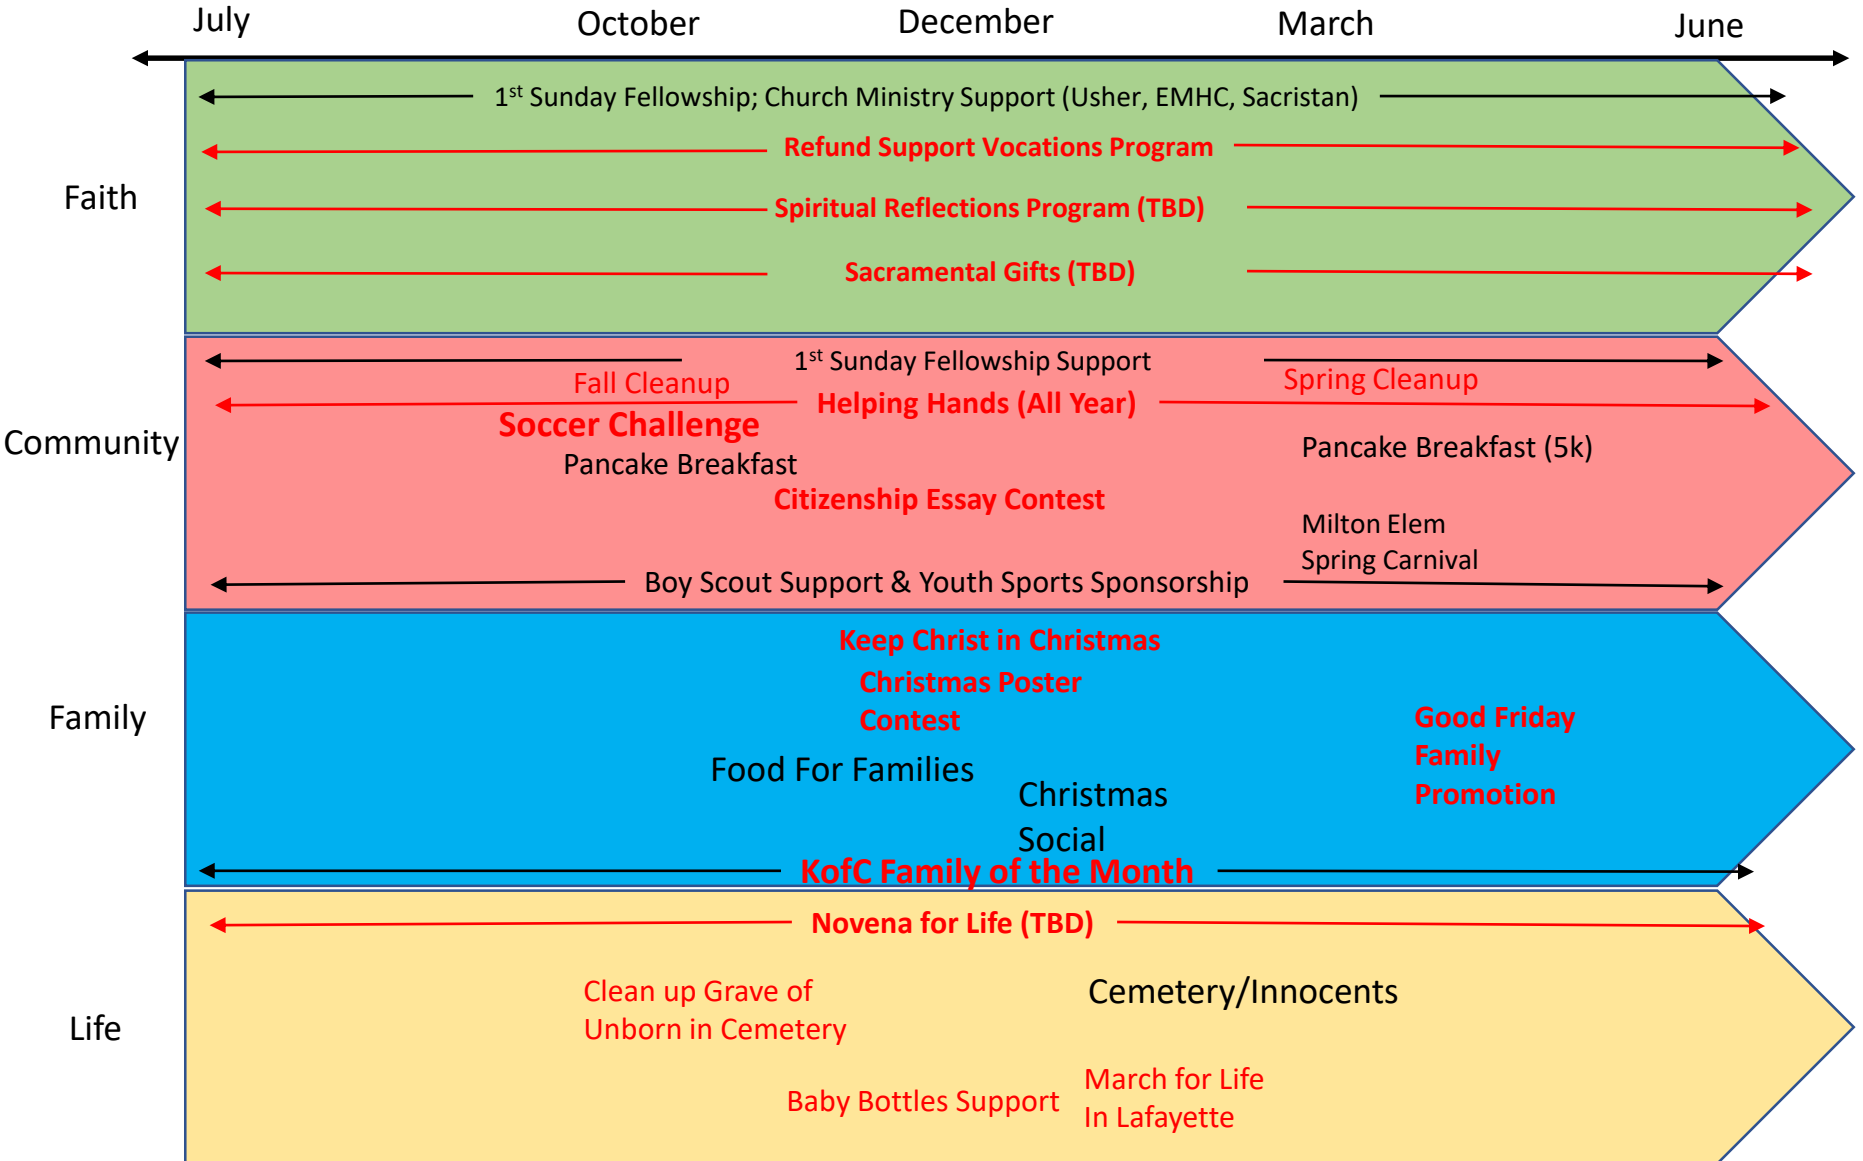 July
October
December
March
June
Faith
1st Sunday Fellowship; Church Ministry Support (Usher, EMHC, Sacristan)
Refund Support Vocations Program
Spiritual Reflections Program (TBD)
Sacramental Gifts (TBD)
Community
1st Sunday Fellowship Support
Fall Cleanup
Spring Cleanup
Helping Hands (All Year)
Soccer Challenge
Pancake Breakfast
Pancake Breakfast (5k)
Citizenship Essay Contest
Milton Elem
Spring Carnival
Boy Scout Support & Youth Sports Sponsorship
Family
Keep Christ in Christmas
Christmas Poster
Contest
Good Friday
Family
Promotion
Food For Families
Christmas
Social
KofC Family of the Month
Life
Novena for Life (TBD)
Clean up Grave of
Unborn in Cemetery
Cemetery/Innocents
Baby Bottles Support
March for Life
In Lafayette